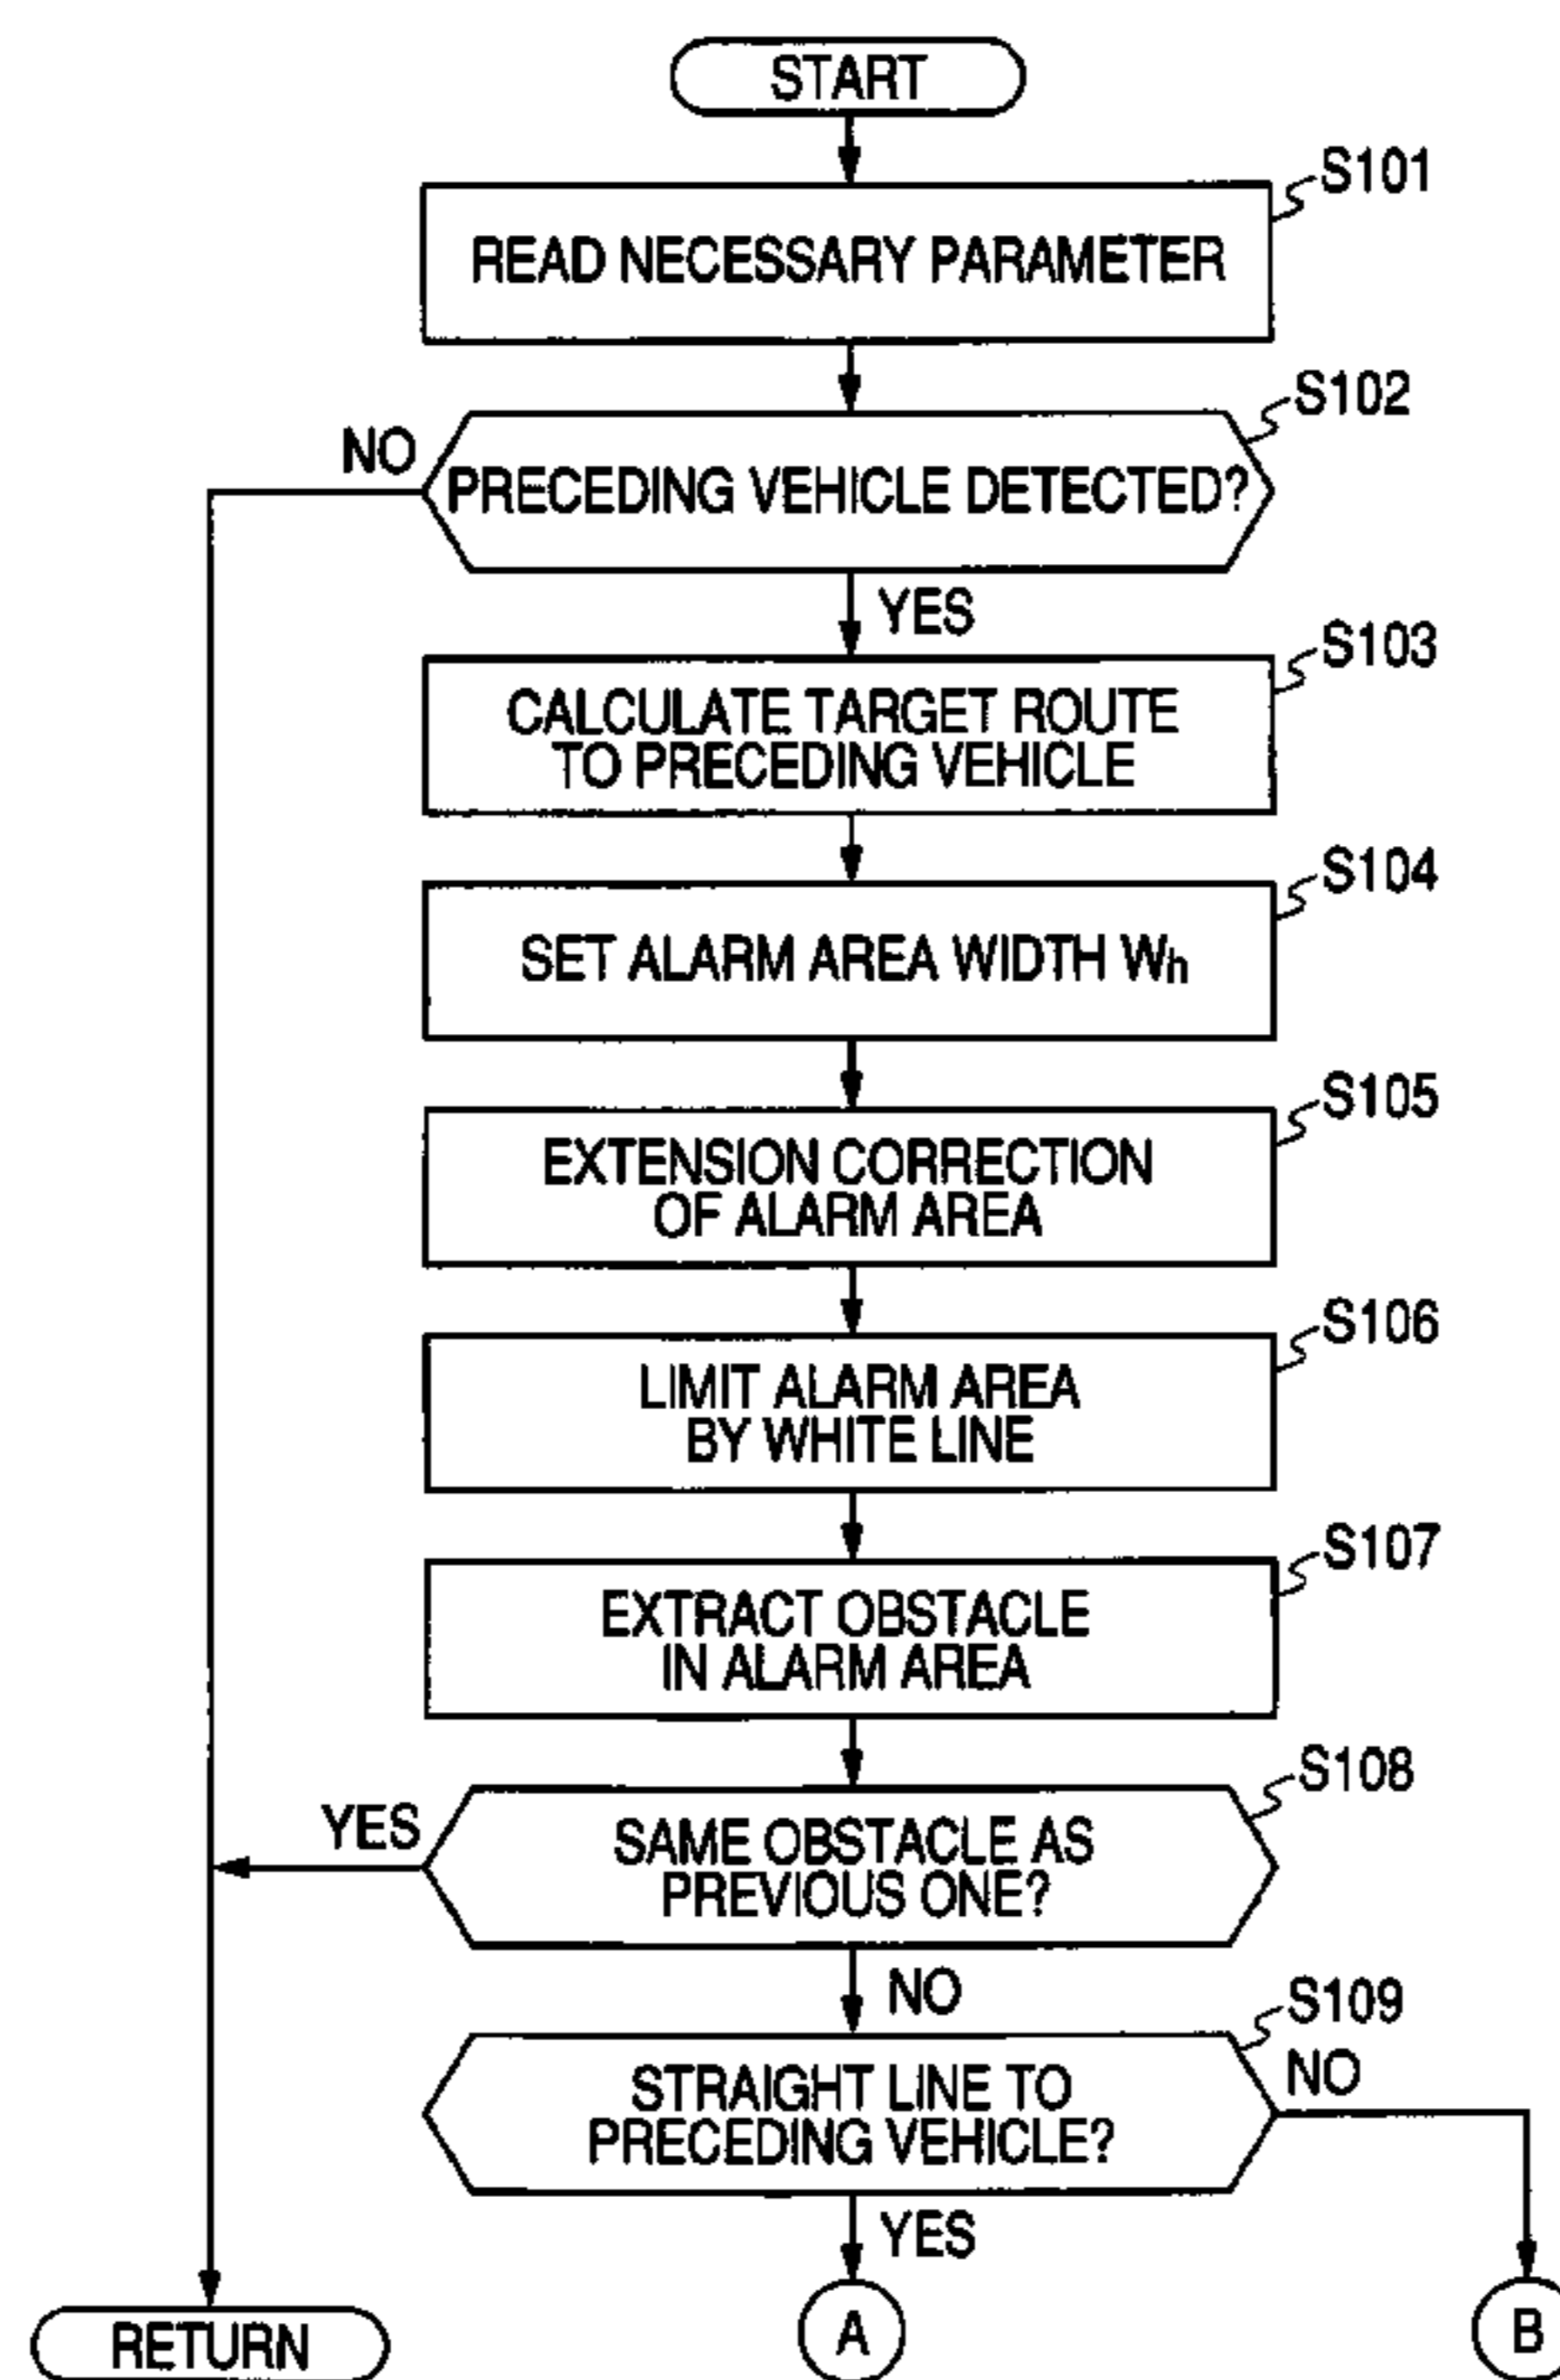 START
S101
READ NECESSARY PARAMETER
S102
NO
PRECEDING VEHICLE DETECTED?
YES
S103
CALCULATE TARGET ROUTE
TO PRECEDING VEHICLE
S104
SET ALARM AREA WIDTH Wh
S105
EXTENSION CORRECTION
OF ALARM AREA
S106
LIMIT ALARM AREA
BY WHITE LINE
S107
EXTRACT OBSTACLE
IN ALARM AREA
S108
YES
SAME OBSTACLE AS
PREVIOUS ONE?
NO
S109
NO
STRAIGHT LINE TO
PRECEDING VEHICLE?
YES
RETURN
A
B